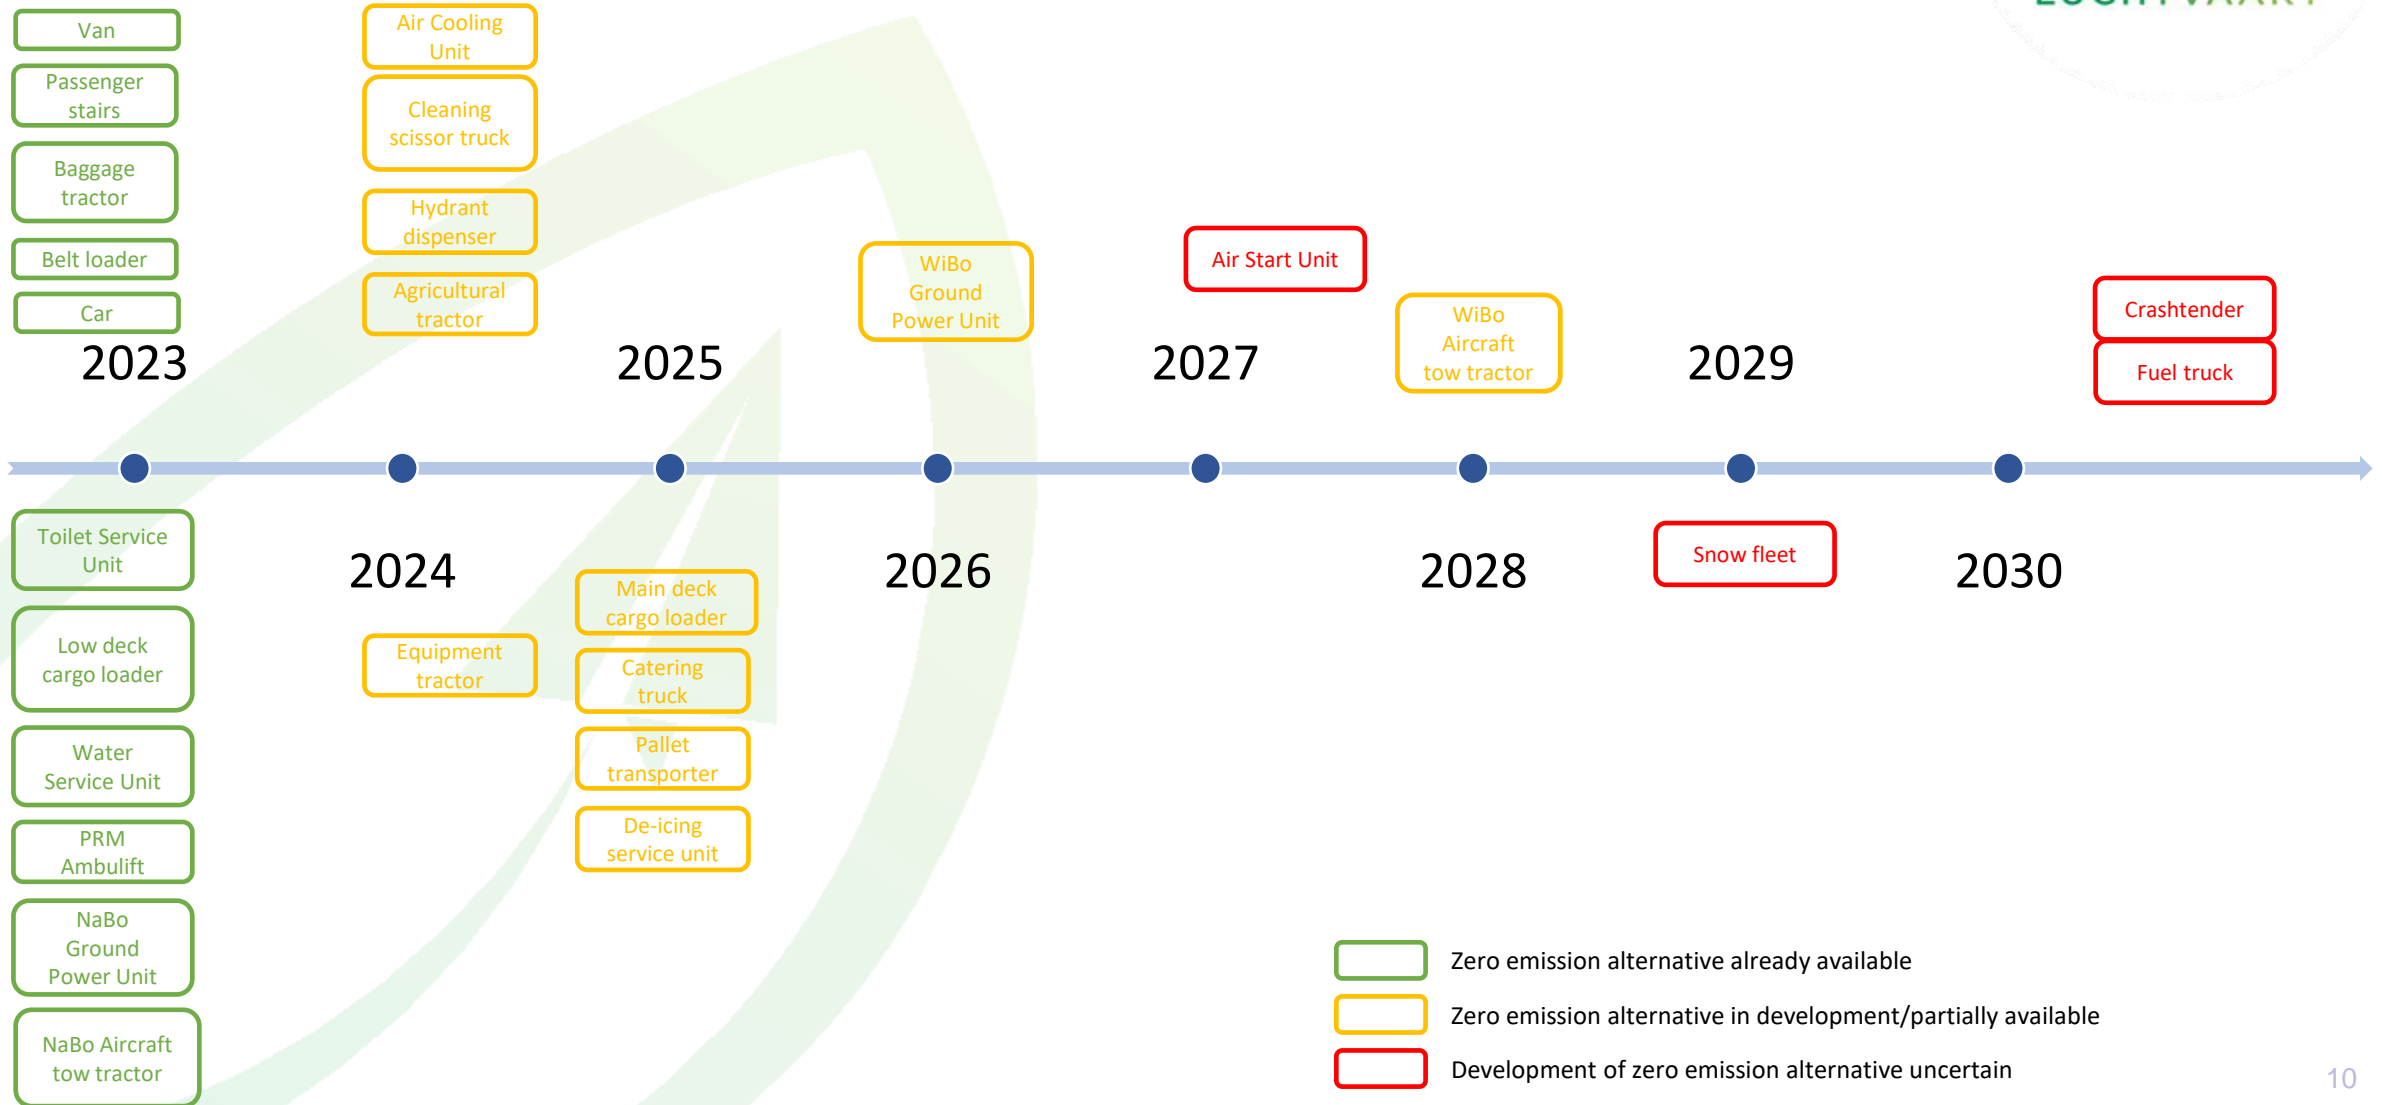 Van
Passenger
stairs
Baggage
tractor
Belt loader
Car
Air Cooling
Unit
Cleaning
scissor truck
Hydrant
dispenser
Agricultural
tractor
WiBo
Ground
Power Unit
Air Start Unit
WiBo
Aircraft
tow tractor
Crashtender
Fuel truck
2023
2025
2027
2029
2024
2026
2028
2030
Toilet Service
Unit
Low deck
cargo loader
Water
Service Unit
PRM
Ambulift
NaBo
Ground
Power Unit
NaBo Aircraft
tow tractor
Equipment
tractor
Main deck
cargo loader
Catering
truck
Pallet
transporter
De-icing
service unit
Snow fleet
Zero emission alternative already available
Zero emission alternative in development/partially available
Development of zero emission alternative uncertain
10